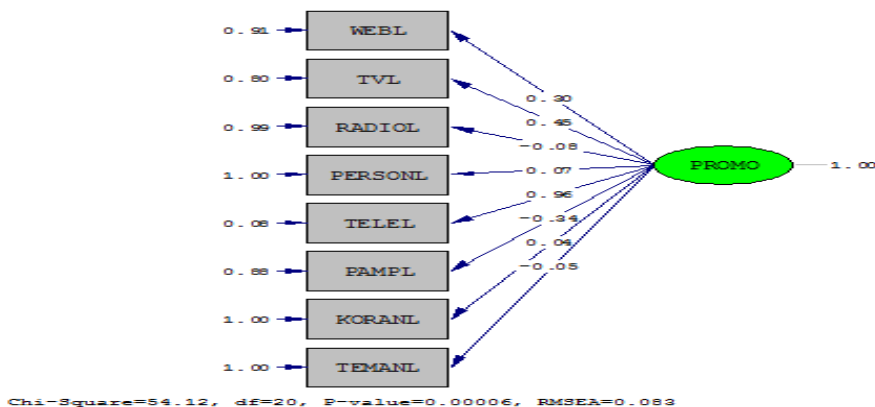 0.91 WEBL
0.80 TVL
0.99 RADIOL
1.00 PERSONL
0.08 TELEL
0.88 PAMPL
1.00 KORANL
1.00 TEMANL
0.30
0.45
-0.08
0.07
0.96
-0.34
0.04
-0.05
PROMO 1.00
Chi-Square=54.12, df=20, P-value=0.00006, RMSEA=0.083